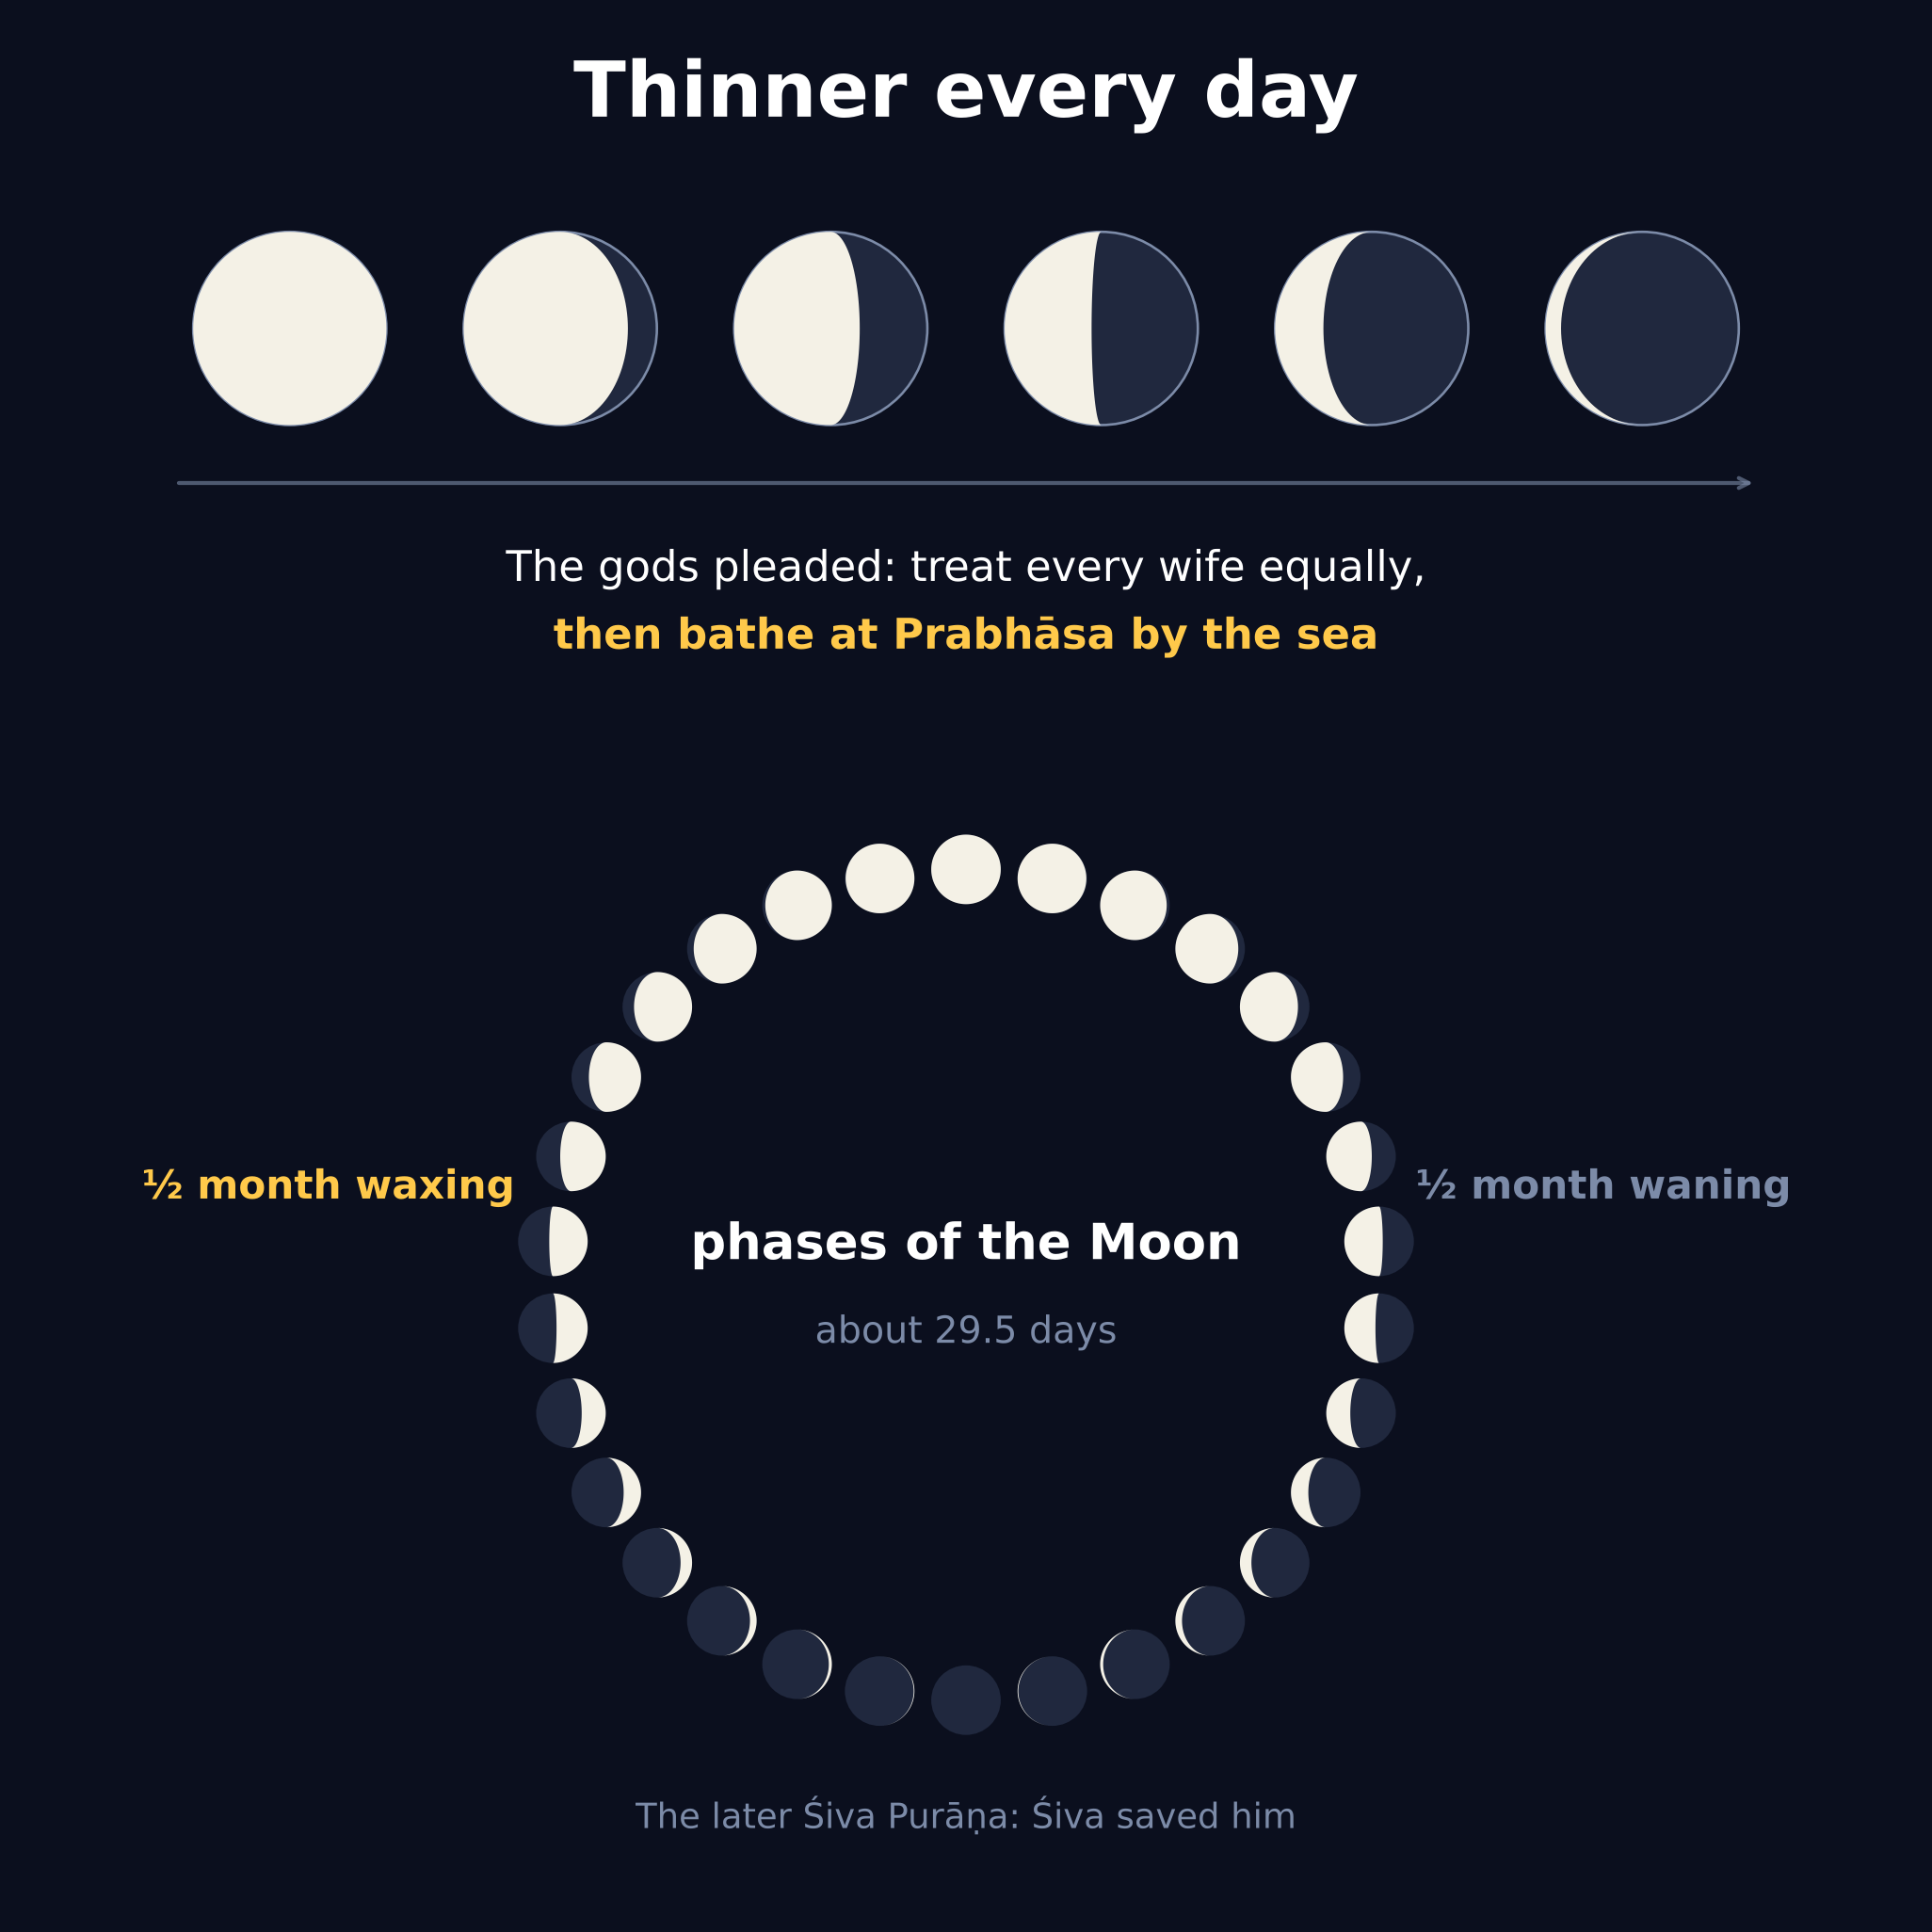 Thinner every day
The gods pleaded: treat every wife equally,
then bathe at Prabhāsa by the sea
½ month waxing
½ month waning
phases of the Moon
about 29.5 days
The later Śiva Purāṇa: Śiva saved him